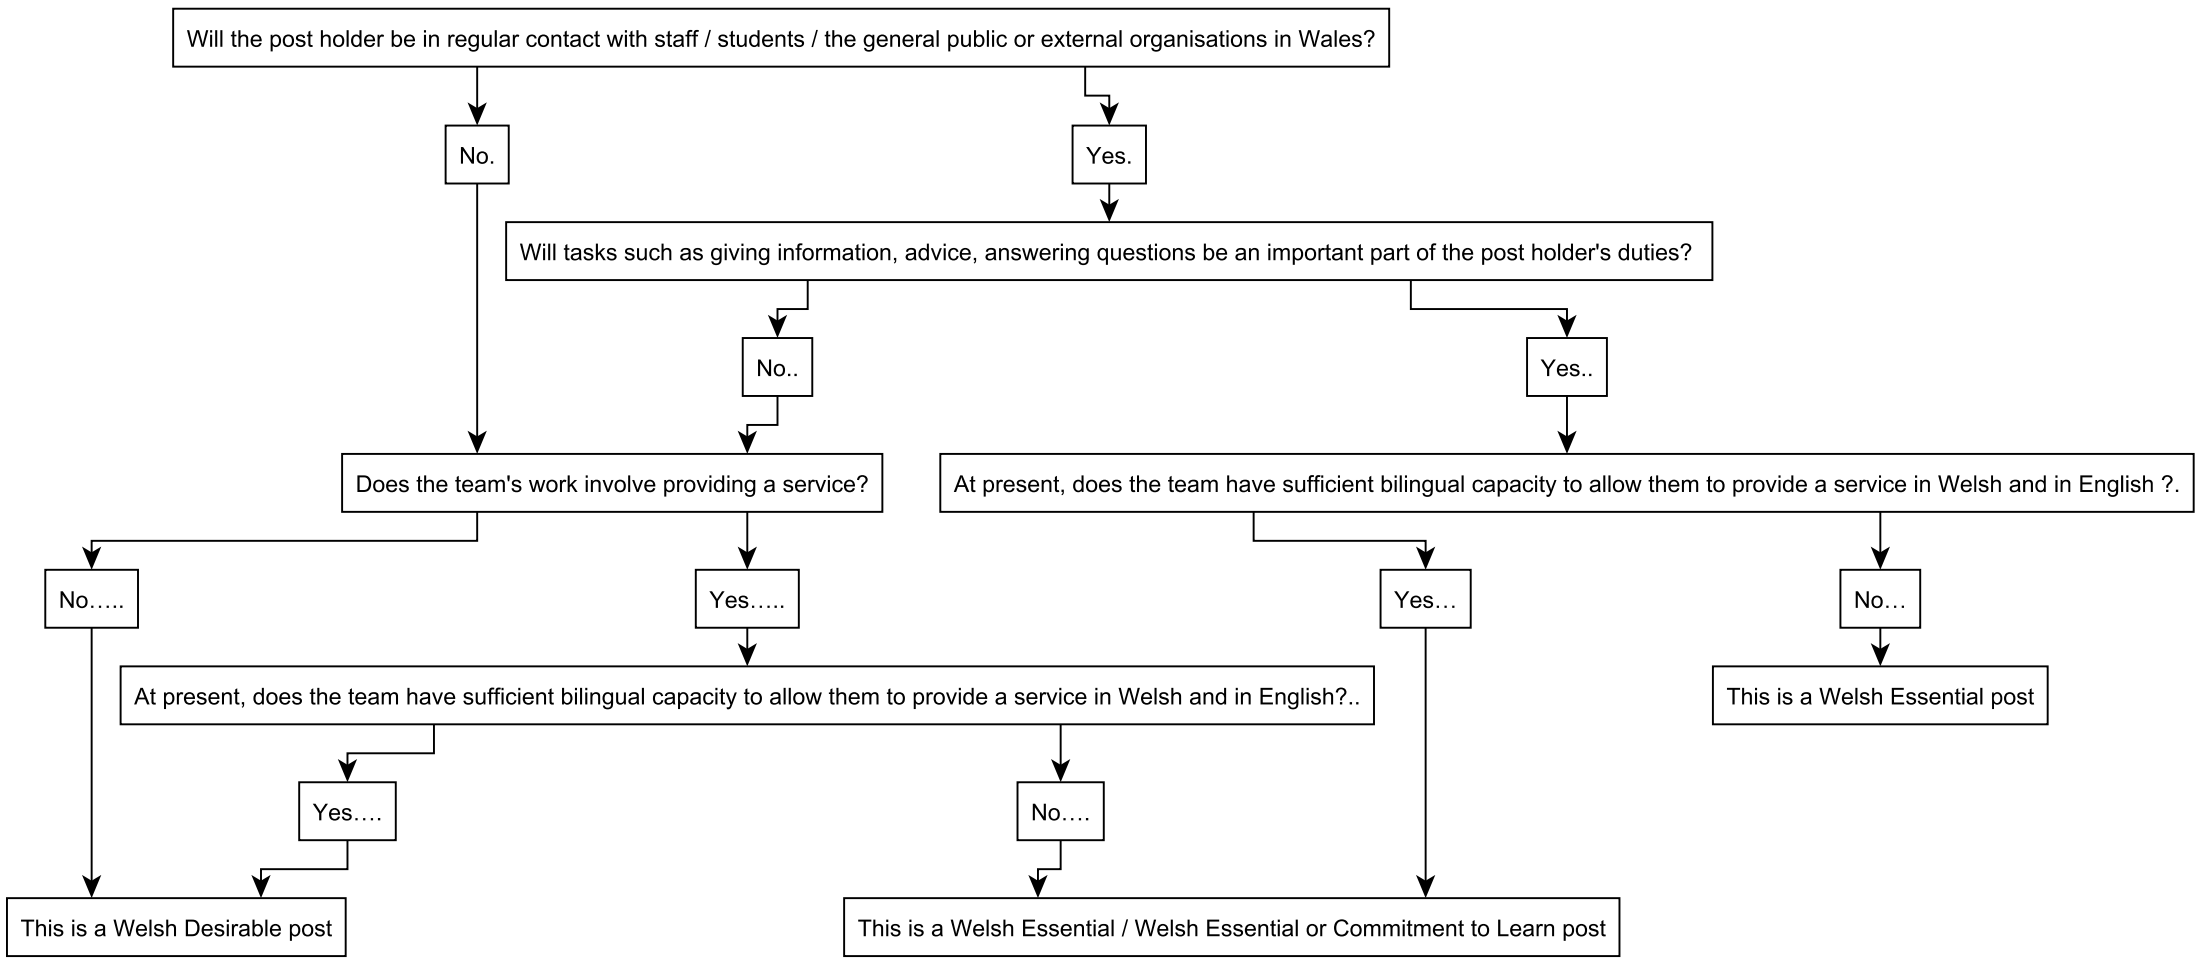 Will the post holder be in regular contact with staff / students / the general public or external organisations in Wales?
No.
Yes.
Will tasks such as giving information, advice, answering questions be an important part of the post holder's duties?
No..
Yes..
Does the team's work involve providing a service?
At present, does the team have sufficient bilingual capacity to allow them to provide a service in Welsh and in English ?.
No…..
Yes…..
Yes…
No…
At present, does the team have sufficient bilingual capacity to allow them to provide a service in Welsh and in English?..
This is a Welsh Essential post
Yes….
No….
This is a Welsh Desirable post
This is a Welsh Essential / Welsh Essential or Commitment to Learn post